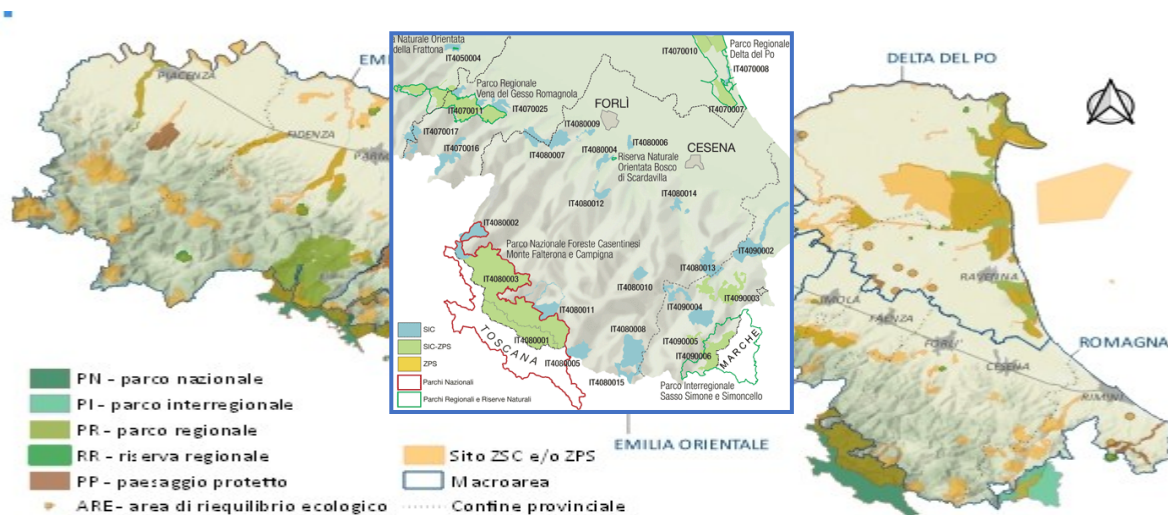 PIACENZA
FIDENZA
DELTA DEL PO
RAVENNA
IMOLA
FAENZA
FORLI'
CESENA
RIMINI
ROMAGNA
EMILIA ORIENTALE
a Naturale Orientata
della Frattona
IT4050004
Parco Regionale
Vena del Gesso Romagnola
IT4070011
IT4070025
IT4070017
IT4070016
IT4070010
Parco Regionale
Delta del Po
IT4070008
IT4070007
FORLÌ
IT4080009
IT4080007
IT4080004
IT4080006
CESENA
Riserva Naturale
Orientata Bosco
di Scardavilla
IT4080014
IT4080012
IT4080002
Parco Nazionale Foreste Casentinesi
Monte Falterona e Campigna
IT4080003
IT4090002
IT4080013
IT4080010
IT4090003
IT4090004
IT4080011
IT4080008
IT4080001
IT4090005
IT4090006
IT4080005
IT4080015
TOSCANA
MARCHE
Parco Interregionale
Sasso Simone e Simoncello
SIC
SIC-ZPS
ZPS
Parchi Nazionali
Parchi Regionali e Riserve Naturali
PN - parco nazionale
PI - parco interregionale
PR - parco regionale
RR - riserva regionale
PP - paesaggio protetto
ARE - area di riequilibrio ecologico
Sito ZSC e/o ZPS
Macroarea
Confine provinciale